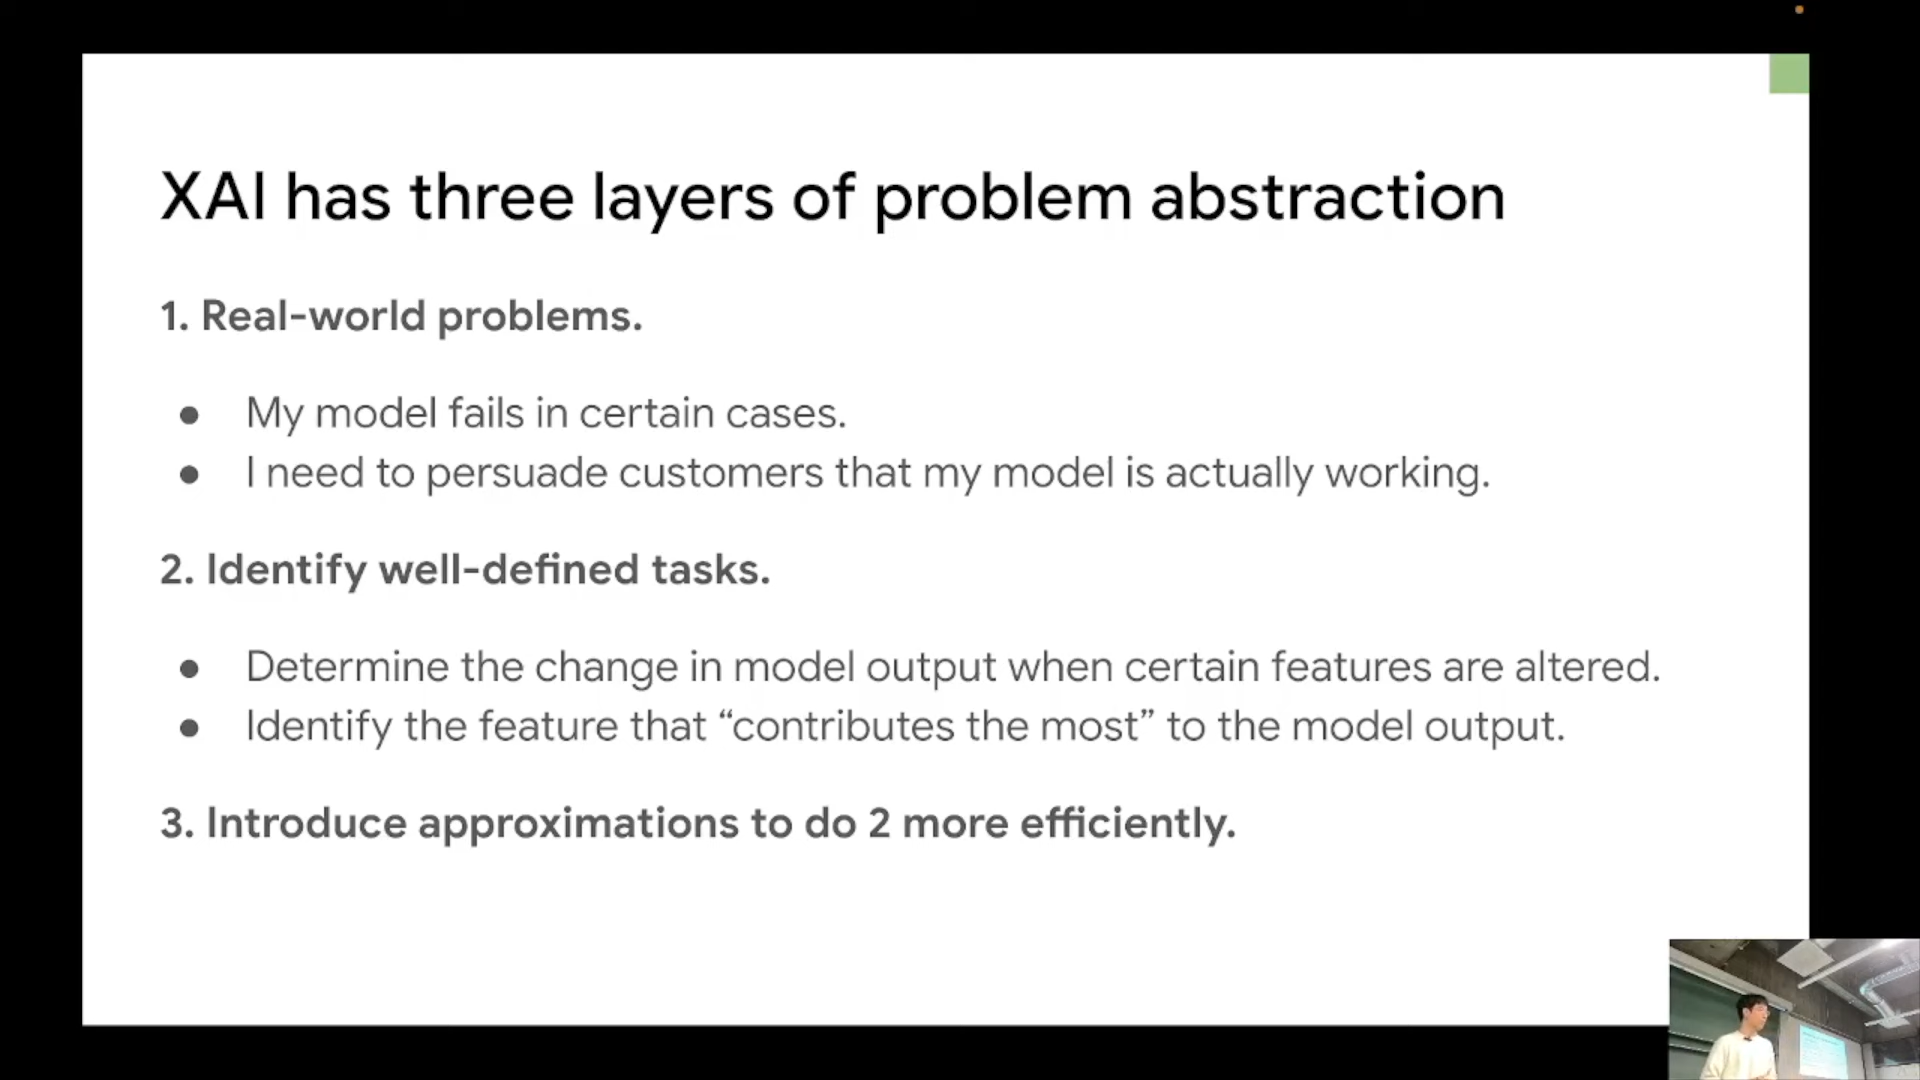 XAI has three layers of problem abstraction
1. Real-world problems.
● My model fails in certain cases.
● I need to persuade customers that my model is actually working.
2. Identify well-defined tasks.
● Determine the change in model output when certain features are altered.
● Identify the feature that “contributes the most” to the model output.
3. Introduce approximations to do 2 more efficiently.